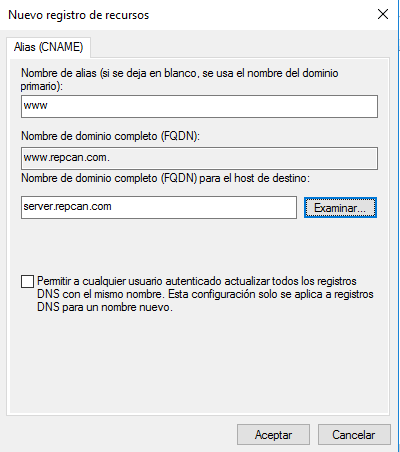 Nuevo registro de recursos
Alias (CNAME)
Nombre de alias (si se deja en blanco, se usa el nombre del dominio
primario):
www
Nombre de dominio completo (FQDN):
www.repcan.com.
Nombre de dominio completo (FQDN) para el host de destino:
server.repcan.com
Examinar...
Permitir a cualquier usuario autenticado actualizar todos los registros
DNS con el mismo nombre. Esta configuración solo se aplica a registros
DNS para un nombre nuevo.
Aceptar
Cancelar